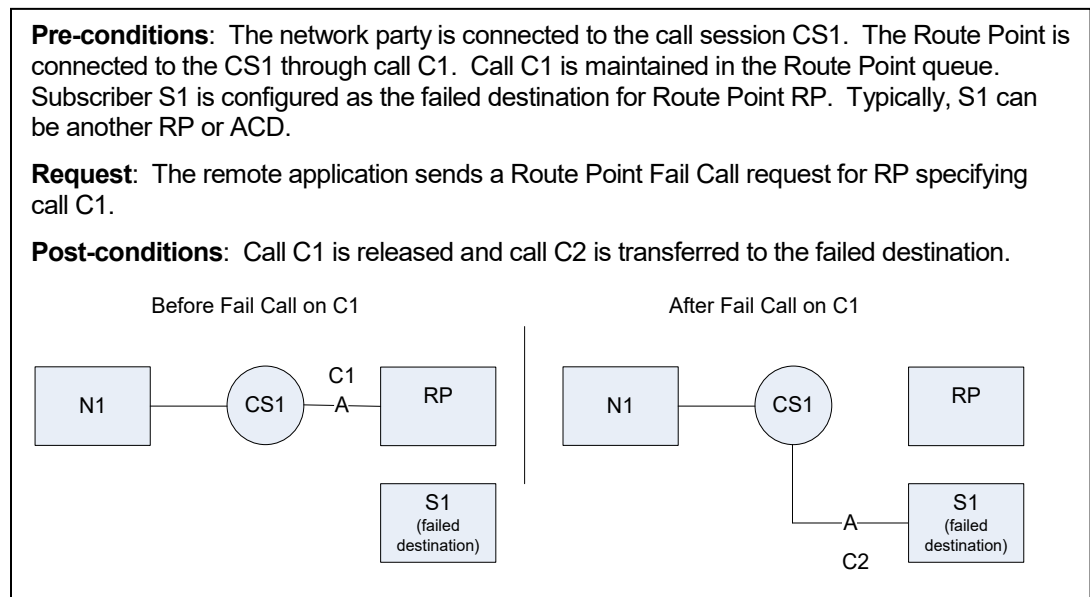 Pre-conditions: The network party is connected to the call session CS1. The Route Point is
connected to the CS1 through call C1. Call C1 is maintained in the Route Point queue.
Subscriber S1 is configured as the failed destination for Route Point RP. Typically, S1 can
be another RP or ACD.
Request: The remote application sends a Route Point Fail Call request for RP specifying
call C1.
Post-conditions: Call C1 is released and call C2 is transferred to the failed destination.
Before Fail Call on C1
N1
CS1
C1
A
RP
S1
(failed
destination)
After Fail Call on C1
N1
CS1
RP
A
C2
S1
(failed
destination)